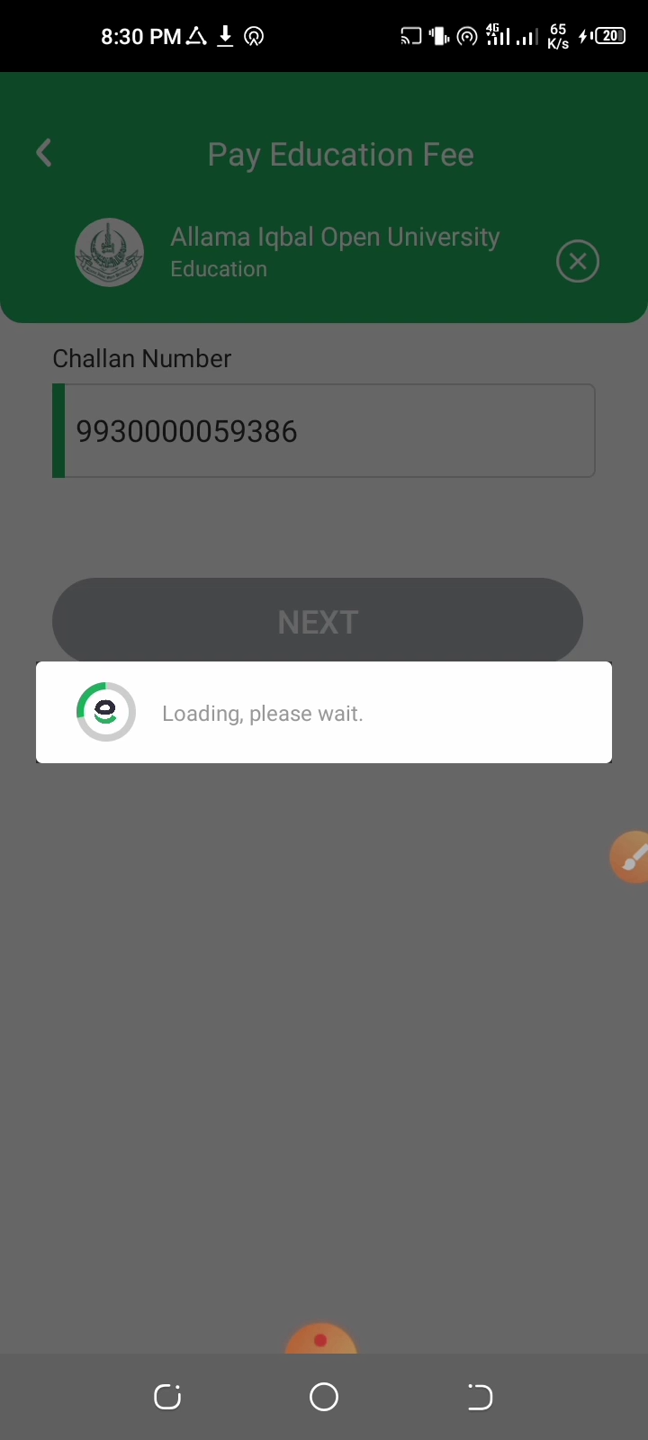 8:30 PM 4G 65 K/s 20
Pay Education Fee
Allama Iqbal Open University
Education
Challan Number
9930000059386
NEXT
e Loading, please wait.